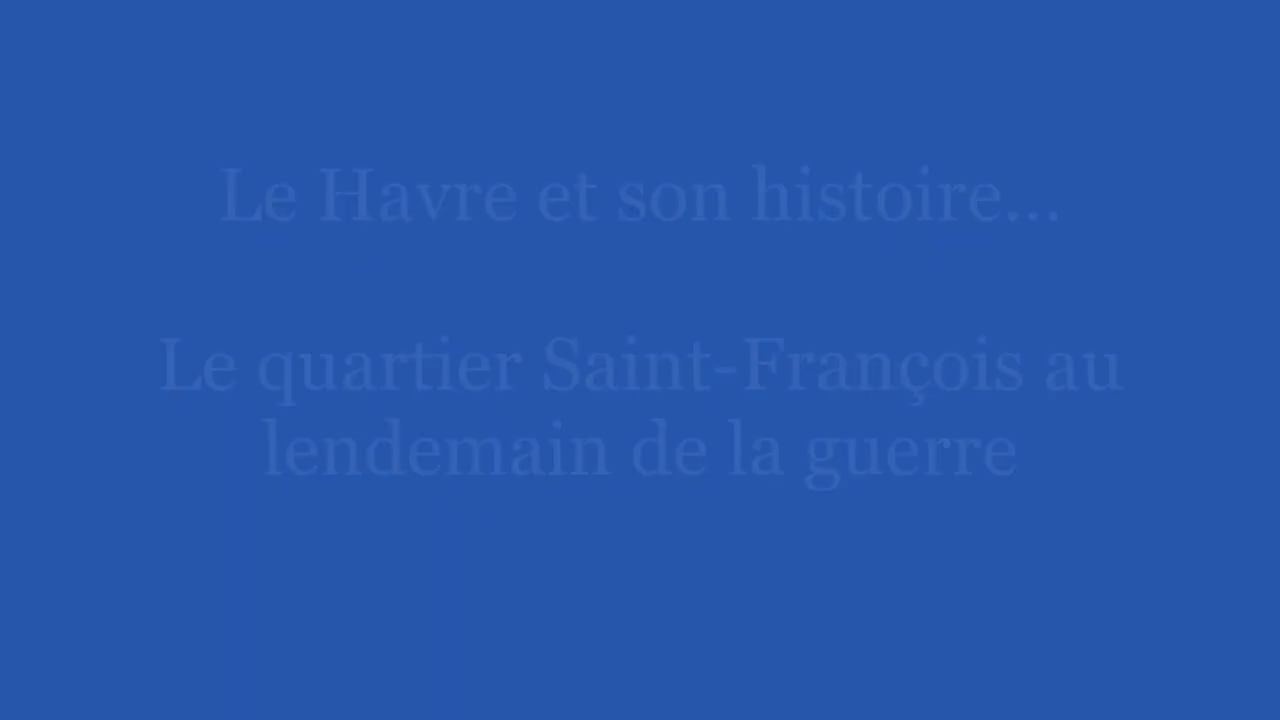 Le Havre et son histoire...
Le quartier Saint-François au
lendemain de la guerre